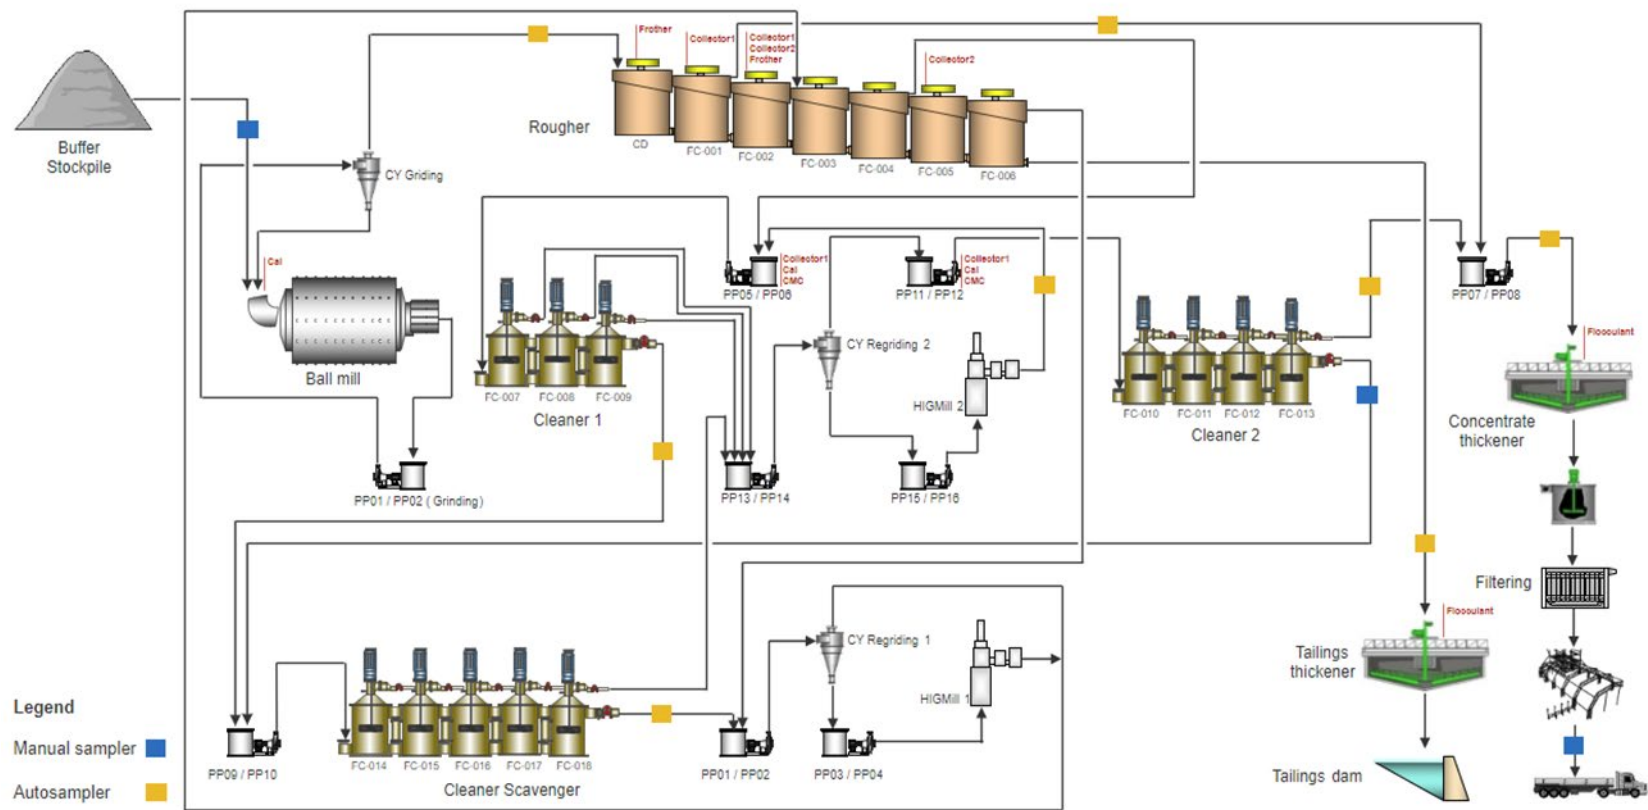 Frother
Collector1
Collector1
Collector2
Frother
Collector2
Buffer
Stockpile
Rougher
CD
FC-001
FC-002
FC-003
FC-004
FC-005
FC-006
CY Griding
Cal
Ball mill
PP01 / PP02 ( Grinding)
Collector1
Cal
CMC
PP05 / PP06
Collector1
Cal
CMC
PP11 / PP12
PP07 / PP08
FC-007
FC-008
FC-009
Cleaner 1
CY Regriding 2
HIGMill 2
PP13 / PP14
PP15 / PP16
FC-010
FC-011
FC-012
FC-013
Cleaner 2
Flooculant
Concentrate
thickener
Filtering
Flooculant
Tailings
thickener
Tailings dam
CY Regriding 1
HIGMill 1
PP09 / PP10
FC-014
FC-015
FC-016
FC-017
FC-018
Cleaner Scavenger
PP01 / PP02
PP03 / PP04
Legend
Manual sampler
Autosampler